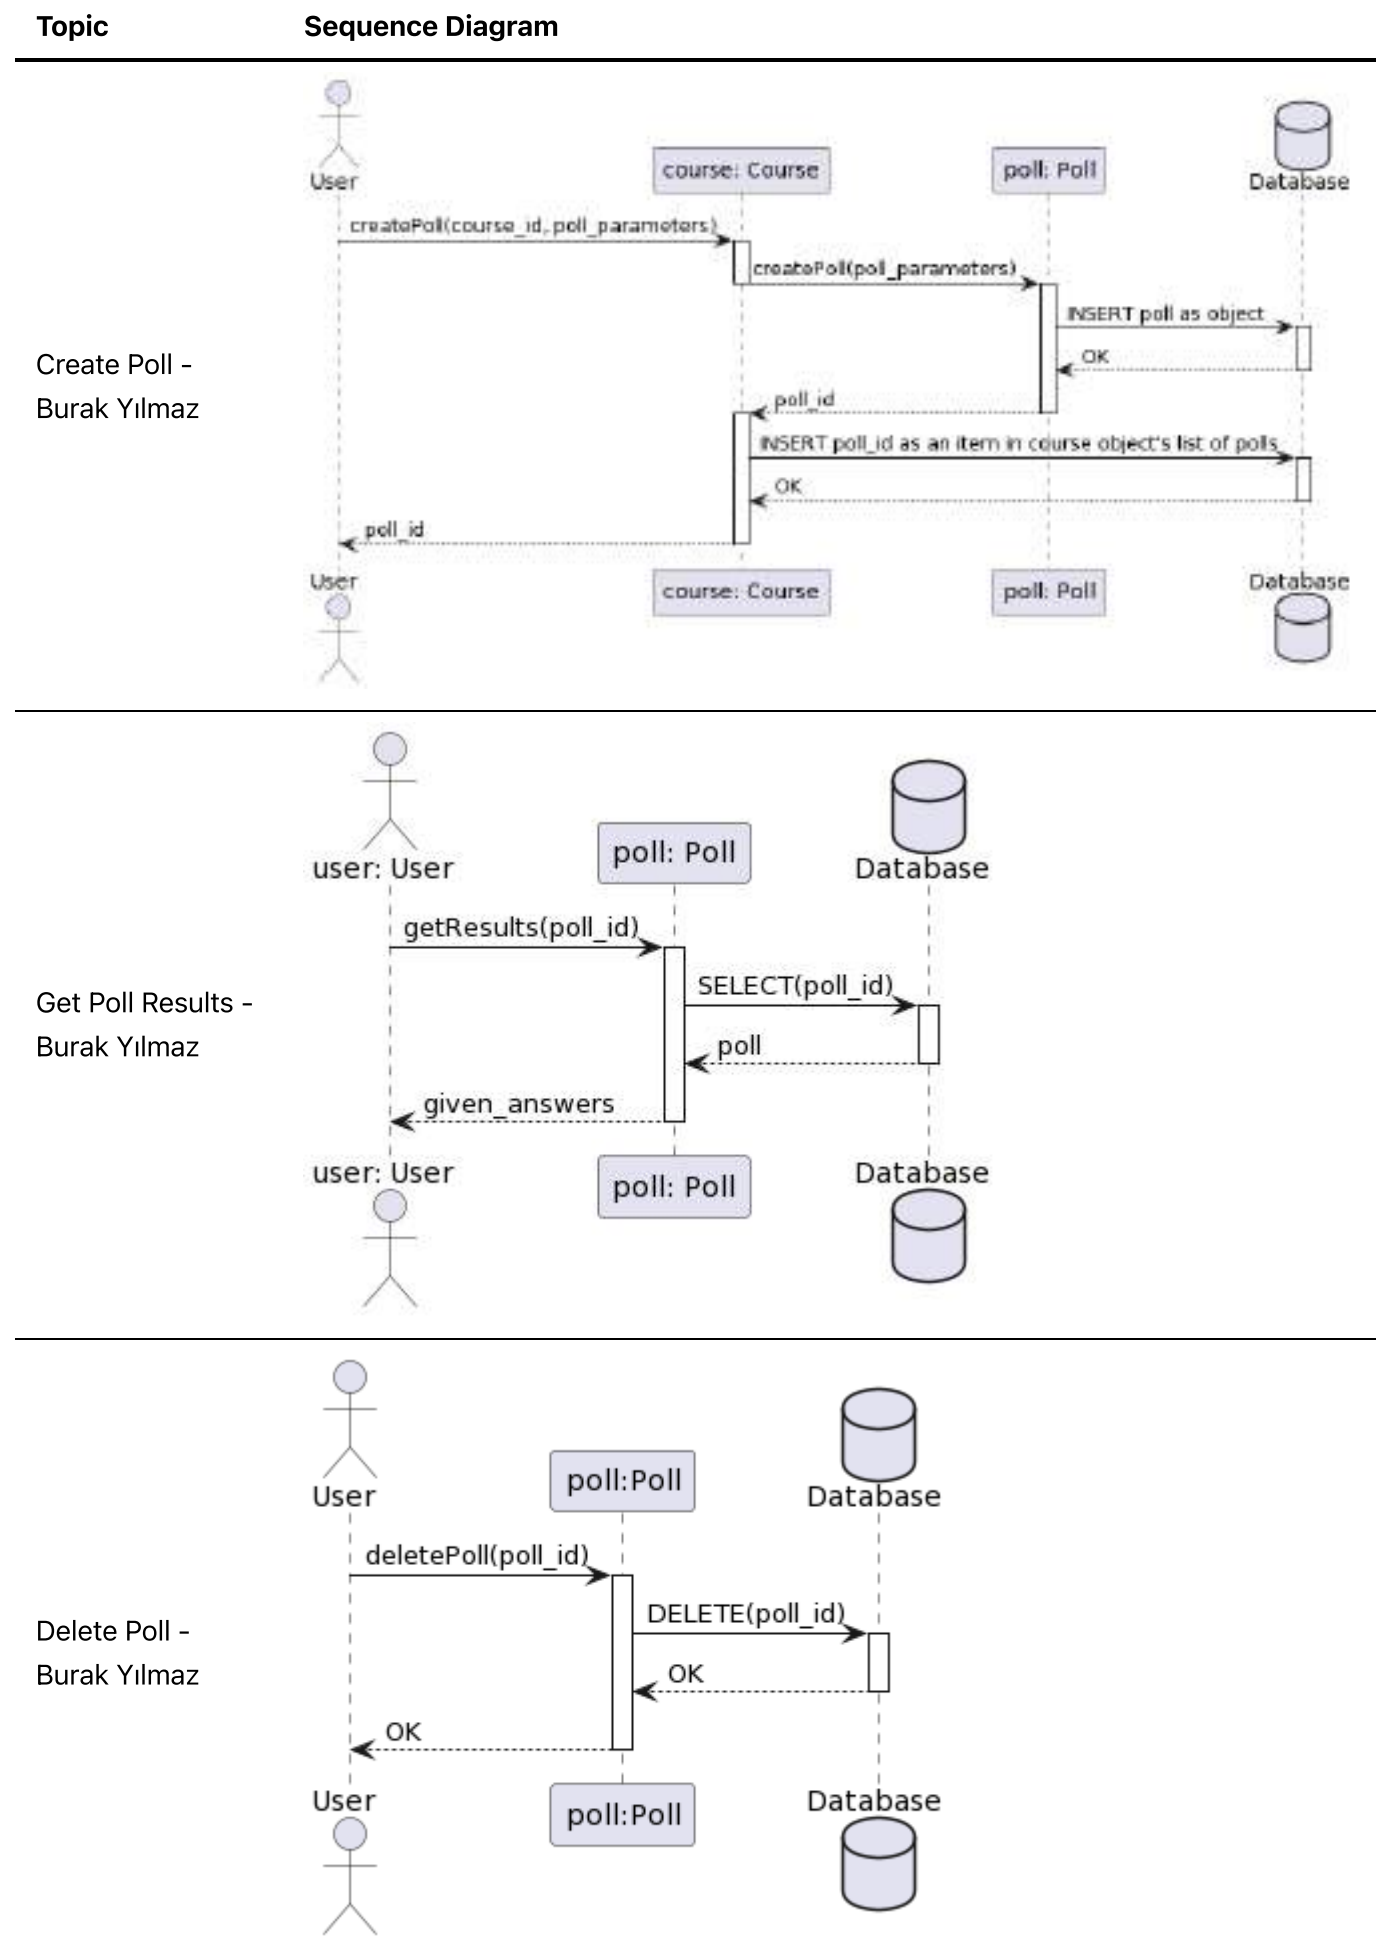 Topic Sequence Diagram
User
course: Course
poll: Poll
Database
createPoll(course_id, poll_parameters)
createPoll(poll_parameters)
INSERT poll as object
OK
poll_id
INSERT poll_id as an item in course object's list of polls
OK
poll_id
Create Poll -
Burak Yılmaz
User
course: Course
poll: Poll
Database
user: User
poll: Poll
Database
getResults(poll_id)
SELECT(poll_id)
poll
given_answers
Get Poll Results -
Burak Yılmaz
user: User
poll: Poll
Database
User
poll:Poll
Database
deletePoll(poll_id)
DELETE(poll_id)
OK
OK
Delete Poll -
Burak Yılmaz
User
poll:Poll
Database